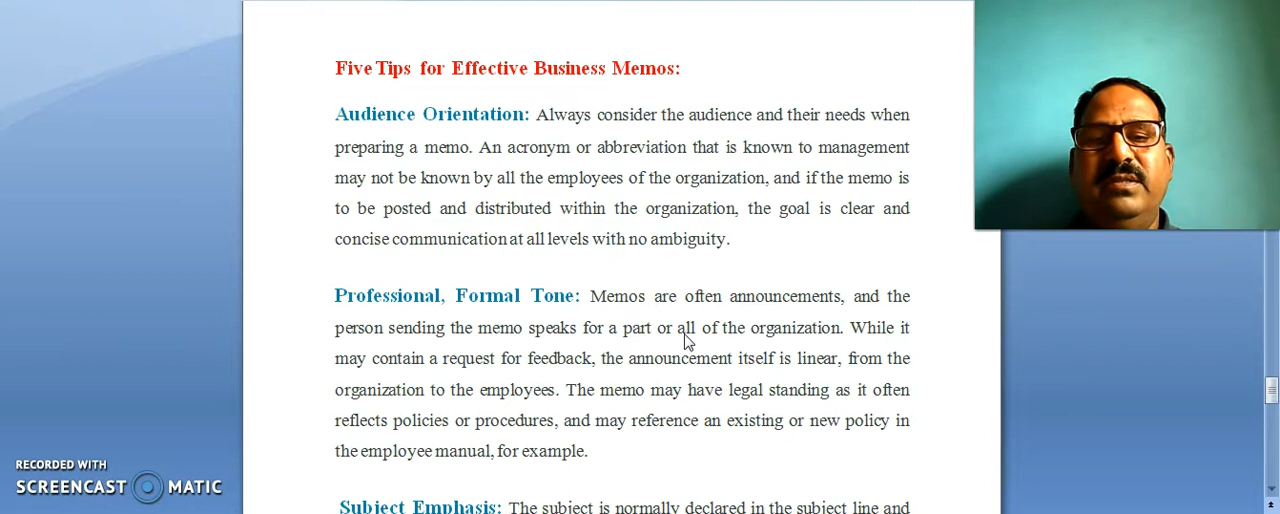 Five Tips for Effective Business Memos:
Audience Orientation: Always consider the audience and their needs when
preparing a memo. An acronym or abbreviation that is known to management
may not be known by all the employees of the organization, and if the memo is
to be posted and distributed within the organization, the goal is clear and
concise communication at all levels with no ambiguity.
Professional, Formal Tone: Memos are often announcements, and the
person sending the memo speaks for a part or all of the organization. While it
may contain a request for feedback, the announcement itself is linear, from the
organization to the employees. The memo may have legal standing as it often
reflects policies or procedures, and may reference an existing or new policy in
the employee manual, for example.
Subject Emphasis: The subject is normally declared in the subject line and
RECORDED WITH
SCREENCAST MATIC